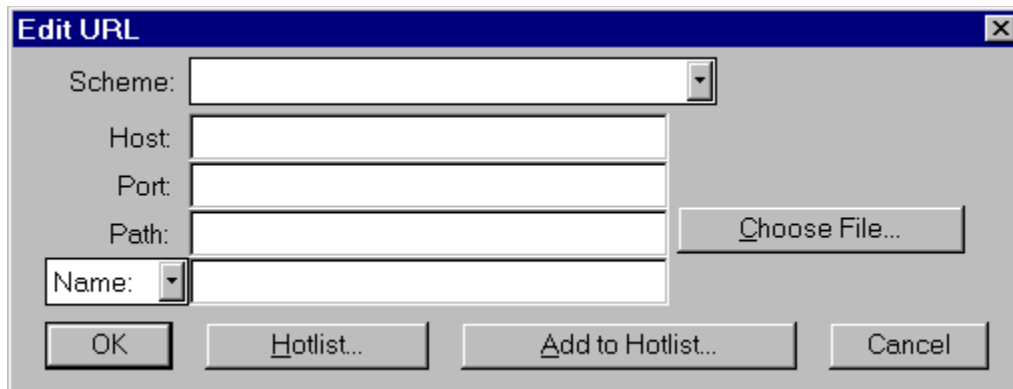 Edit URL
Scheme:
Host:
Port:
Path:
Choose File...
Name:
OK Hotlist... Add to Hotlist... Cancel